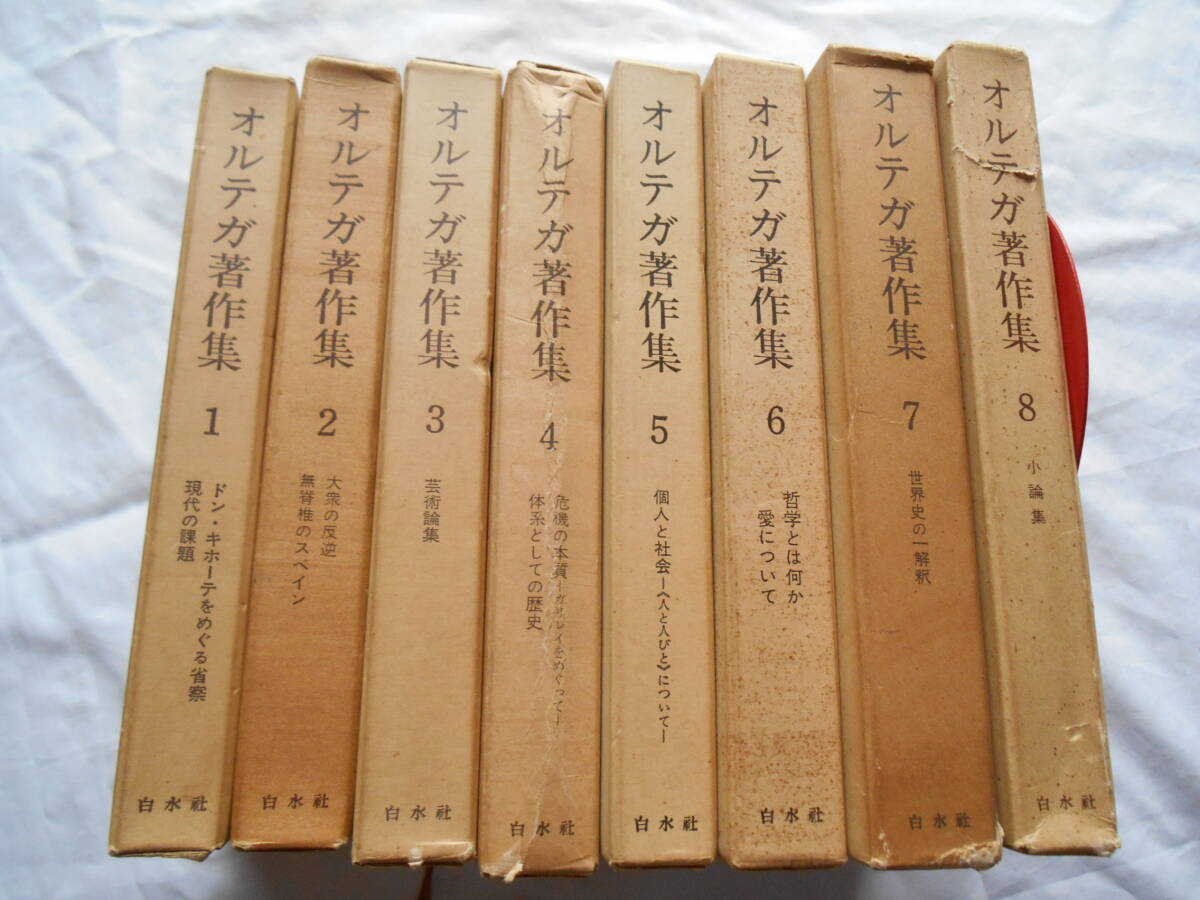 オルテガ著作集
1
ドン・キホーテをめぐる省察
現代の課題
白水社
オルテガ著作集
2
大衆の反逆
無脊椎のスペイン
白水社
オルテガ著作集
3
芸術論集
白水社
オルテガ著作集
4
危機の本質—ガリレイをめぐって—
体系としての歴史
白水社
オルテガ著作集
5
個人と社会—《人と人びと》について—
白水社
オルテガ著作集
6
哲学とは何か
愛について
白水社
オルテガ著作集
7
世界史の一解釈
白水社
オルテガ著作集
8
小論集
白水社